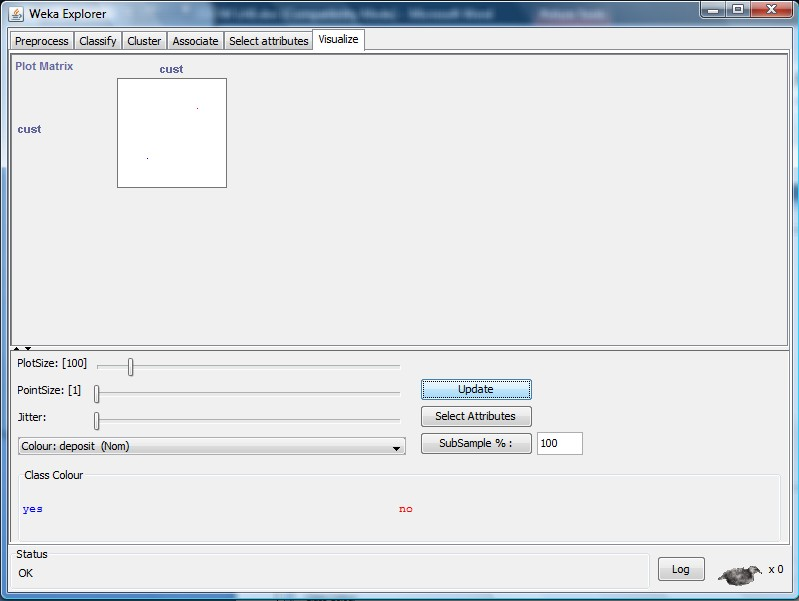 Weka Explorer
Preprocess Classify Cluster Associate Select attributes Visualize
Plot Matrix
cust
cust
PlotSize: [100]
PointSize: [1]
Update
Jitter:
Select Attributes
Colour: deposit (Nom)
SubSample % :
100
Class Colour
yes no
Status
OK
Log
x 0